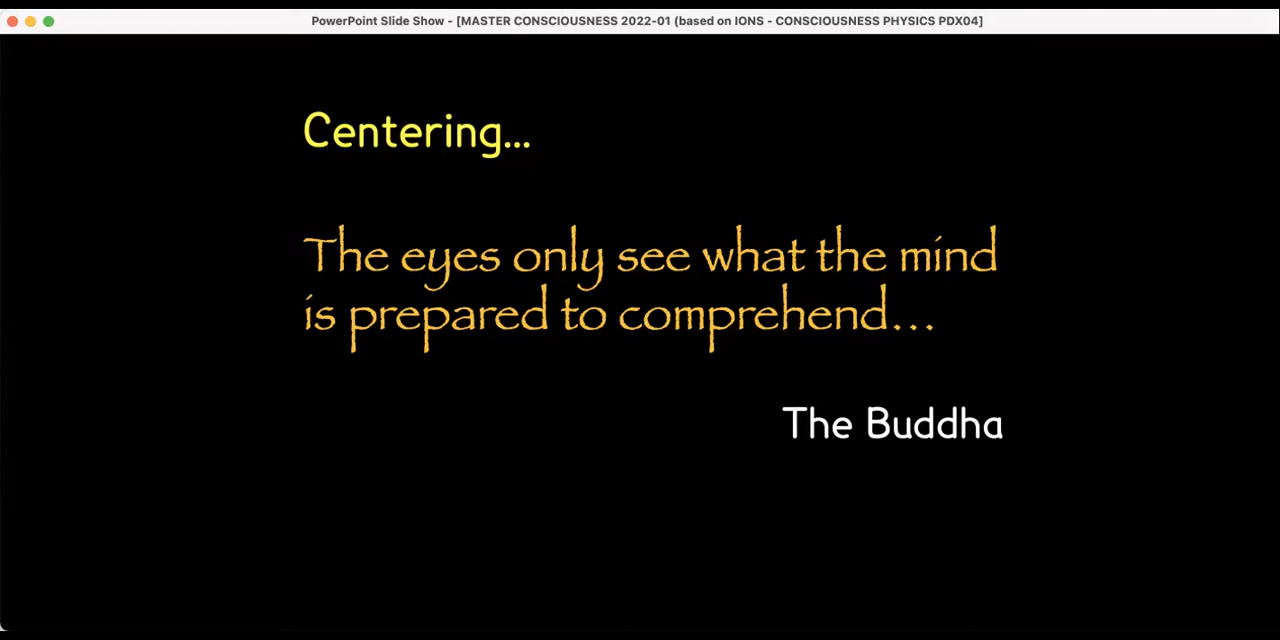 PowerPoint Slide Show - [MASTER CONSCIOUSNESS 2022-01 (based on IONS - CONSCIOUSNESS PHYSICS PDX04]
Centering...
The eyes only see what the mind
is prepared to comprehend...
The Buddha